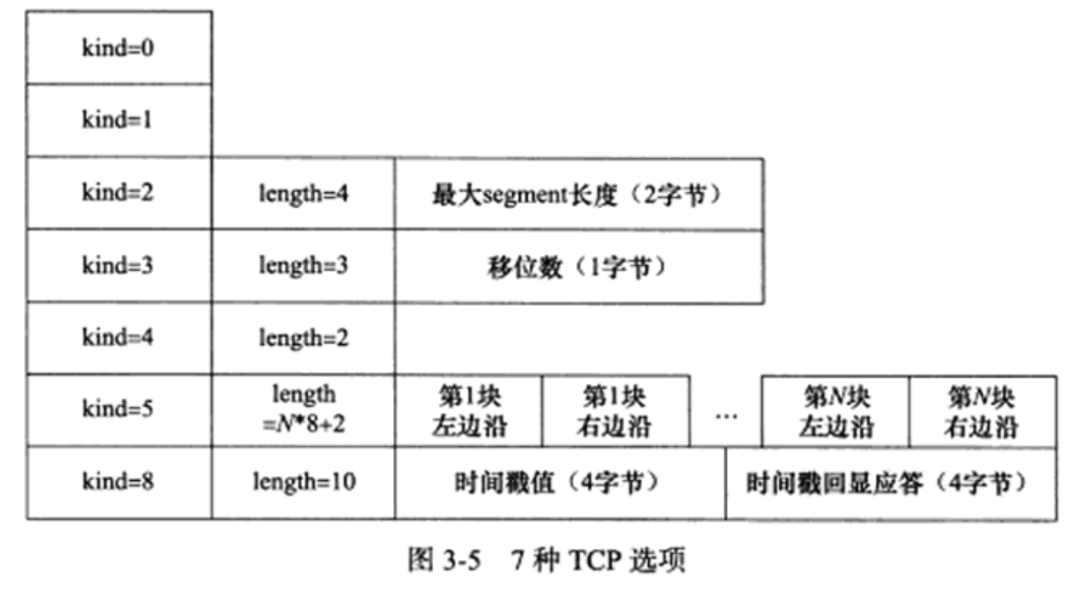 kind=0
kind=1
kind=2 length=4 最大segment长度（2字节）
kind=3 length=3 移位数（1字节）
kind=4 length=2
kind=5 length =N*8+2 第1块 左边沿 第1块 右边沿 … 第N块 左边沿 第N块 右边沿
kind=8 length=10 时间戳值（4字节） 时间戳回显应答（4字节）
图 3-5 7 种 TCP 选项